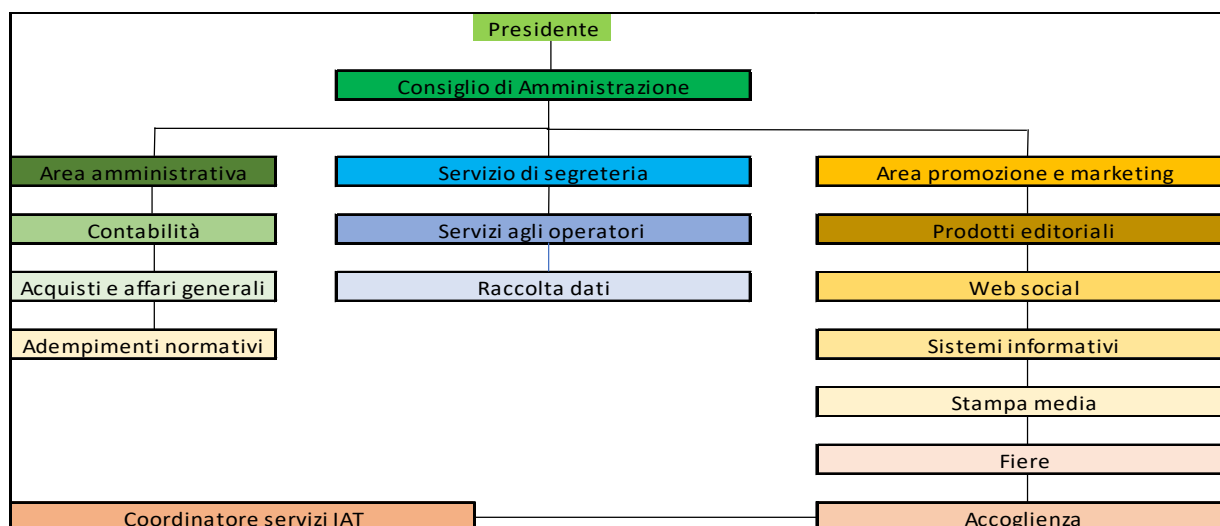 Presidente
Consiglio di Amministrazione
Area amministrativa
Servizio di segreteria
Area promozione e marketing
Contabilità
Servizi agli operatori
Prodotti editoriali
Acquisti e affari generali
Raccolta dati
Web social
Adempimenti normativi
Sistemi informativi
Stampa media
Fiere
Coordinatore servizi IAT
Accoglienza